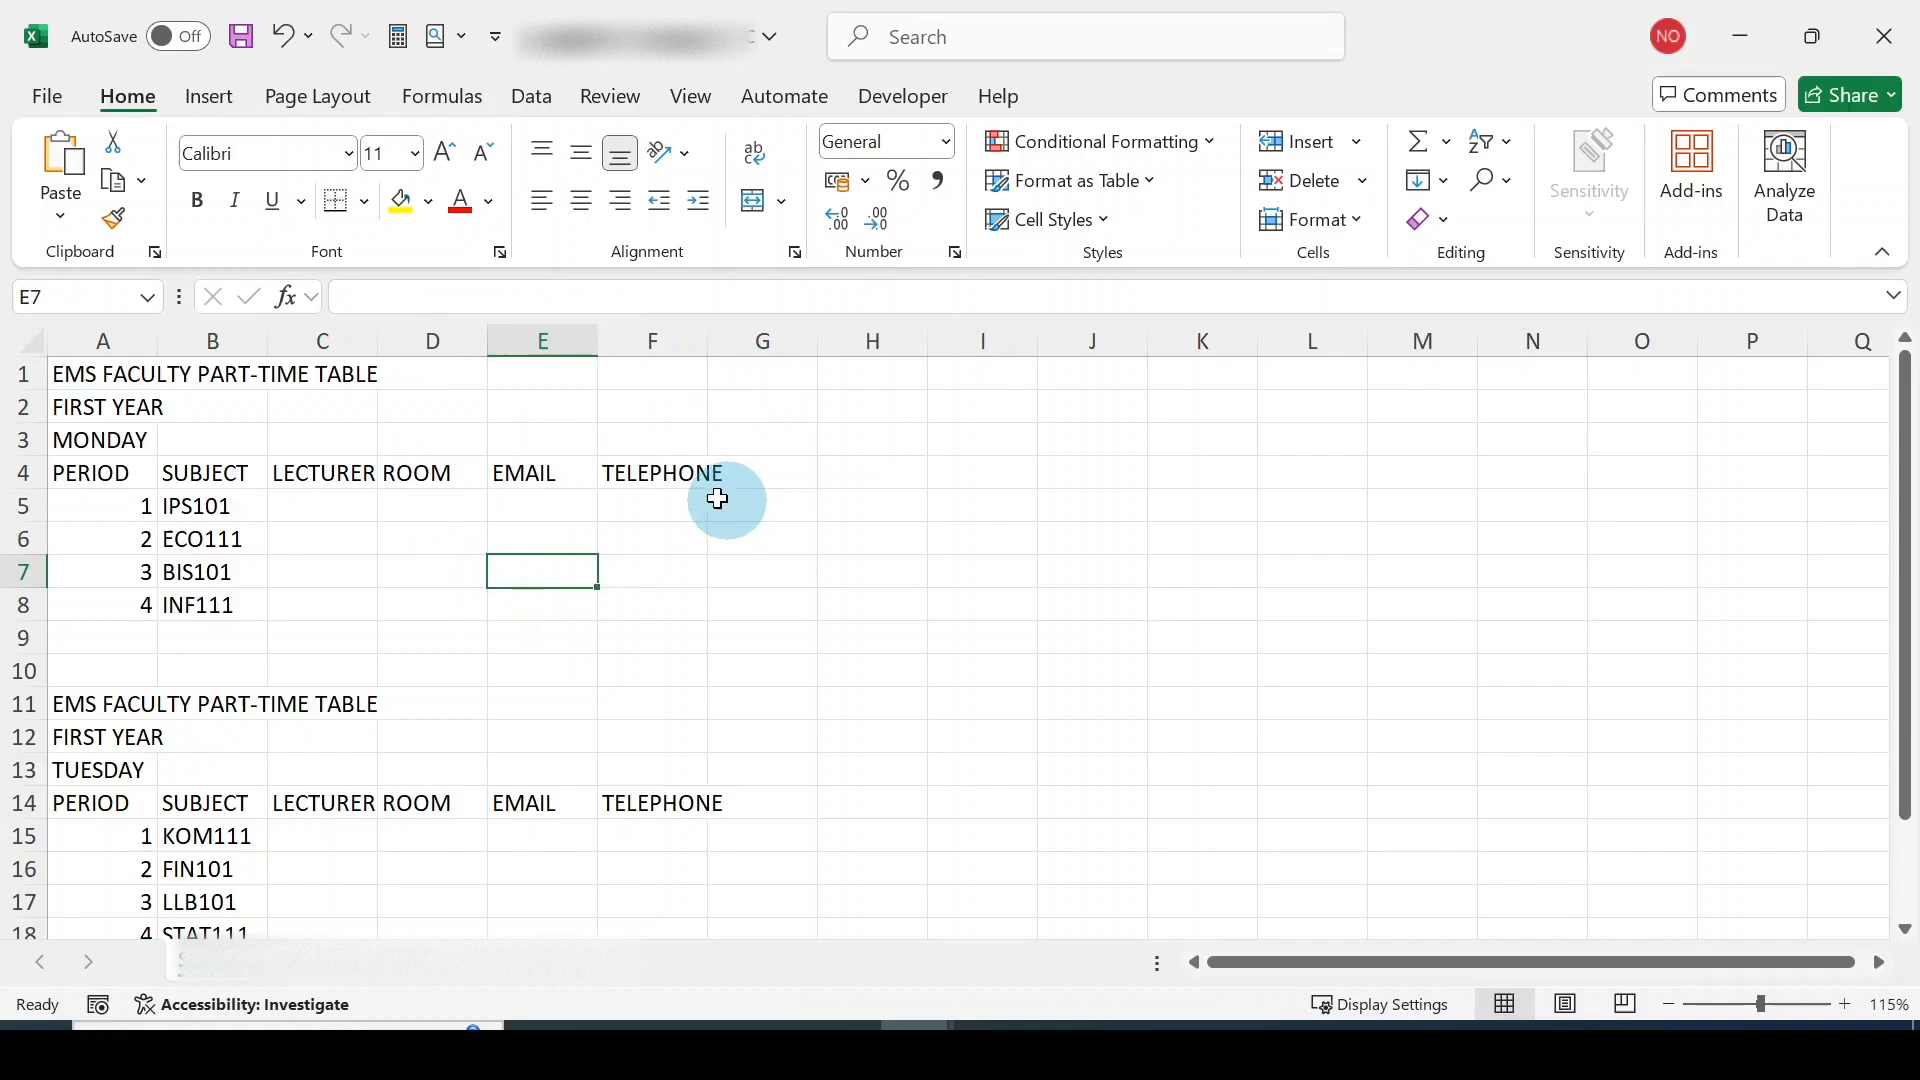 AutoSave Off Search NO
File Home Insert Page Layout Formulas Data Review View Automate Developer Help Comments Share
Paste Calibri 11 General Conditional Formatting Insert Sensitivity Add-ins Analyze Data
B I U Format as Table Delete
Cell Styles Format
Clipboard Font Alignment Number Styles Cells Editing Sensitivity Add-ins
E7 fx
A B C D E F G H I J K L M N O P Q
1 EMS FACULTY PART-TIME TABLE
2 FIRST YEAR
3 MONDAY
4 PERIOD SUBJECT LECTURER ROOM EMAIL TELEPHONE
5 1 IPS101
6 2 ECO111
7 3 BIS101
8 4 INF111
9
10
11 EMS FACULTY PART-TIME TABLE
12 FIRST YEAR
13 TUESDAY
14 PERIOD SUBJECT LECTURER ROOM EMAIL TELEPHONE
15 1 KOM111
16 2 FIN101
17 3 LLB101
18 4 STAT111
Ready Accessibility: Investigate Display Settings 115%